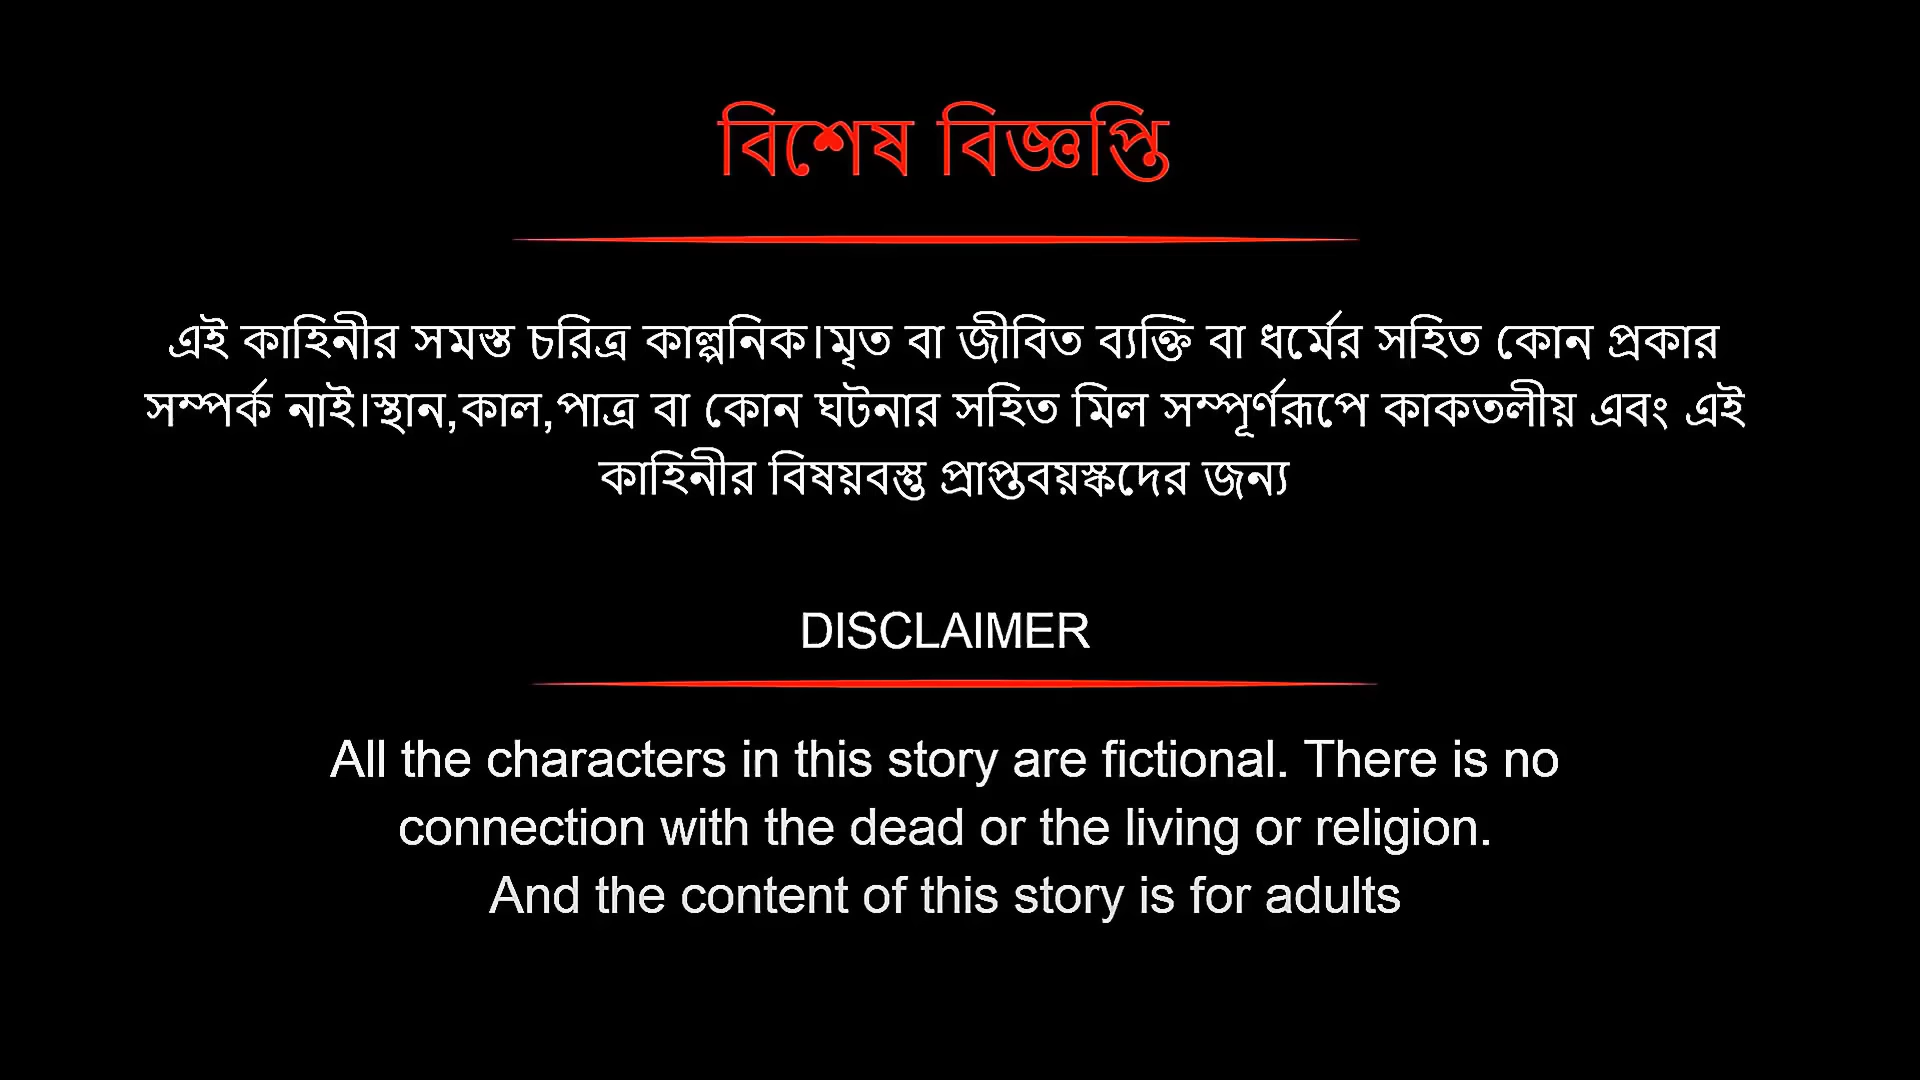 বিশেষ বিজ্ঞপ্তি
এই কাহিনীর সমস্ত চরিত্র কাল্পনিক।মৃত বা জীবিত ব্যক্তি বা ধর্মের সহিত কোন প্রকার
সম্পর্ক নাই।স্থান,কাল,পাত্র বা কোন ঘটনার সহিত মিল সম্পূর্ণরূপে কাকতলীয় এবং এই
কাহিনীর বিষয়বস্তু প্রাপ্তবয়স্কদের জন্য
DISCLAIMER
All the characters in this story are fictional. There is no
connection with the dead or the living or religion.
And the content of this story is for adults